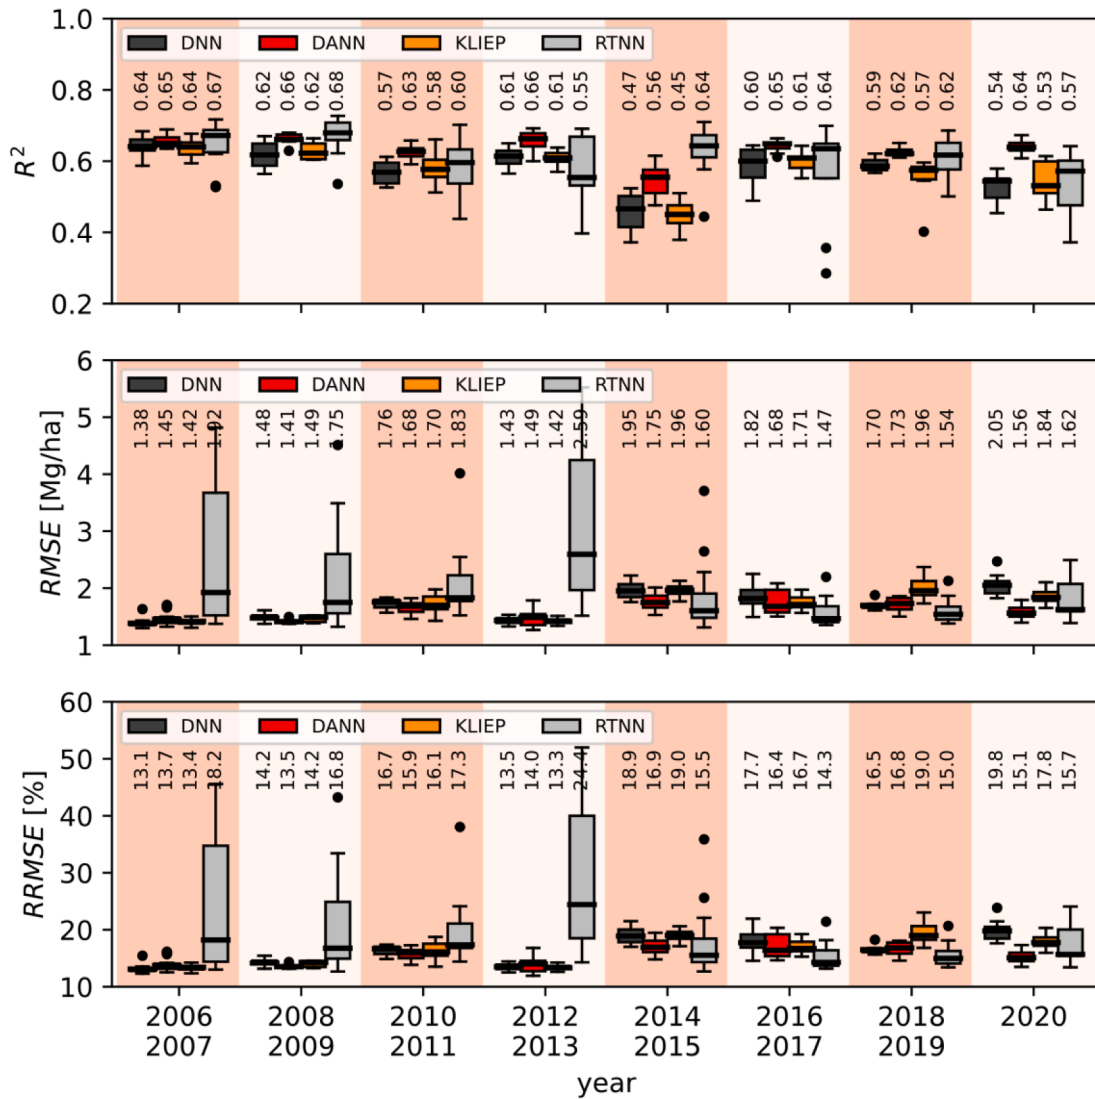 1.0
DNN DANN KLIEP RTNN
0.8
0.64 0.65 0.64 0.67 0.62 0.66 0.62 0.68 0.57 0.63 0.58 0.60 0.61 0.66 0.61 0.55 0.47 0.56 0.45 0.64 0.60 0.65 0.61 0.64 0.59 0.62 0.57 0.62 0.54 0.64 0.53 0.57
R²
0.6
0.4
0.2
6
DNN DANN KLIEP RTNN
5
1.38 1.45 1.42 1.92 1.48 1.41 1.49 1.75 1.76 1.68 1.70 1.83 1.43 1.49 1.42 2.59 1.95 1.75 1.96 1.60 1.82 1.68 1.71 1.47 1.70 1.73 1.96 1.54 2.05 1.56 1.84 1.62
4
RMSE [Mg/ha]
3
2
1
60
DNN DANN KLIEP RTNN
50
13.1 13.7 13.4 18.2 14.2 13.5 14.2 16.8 16.7 15.9 16.1 17.3 13.5 14.0 13.3 24.4 18.9 16.9 19.0 15.5 17.7 16.4 16.7 14.3 16.5 16.8 19.0 15.0 19.8 15.1 17.8 15.7
40
RRMSE [%]
30
20
10
2006 2008 2010 2012 2014 2016 2018 2020
2007 2009 2011 2013 2015 2017 2019
year